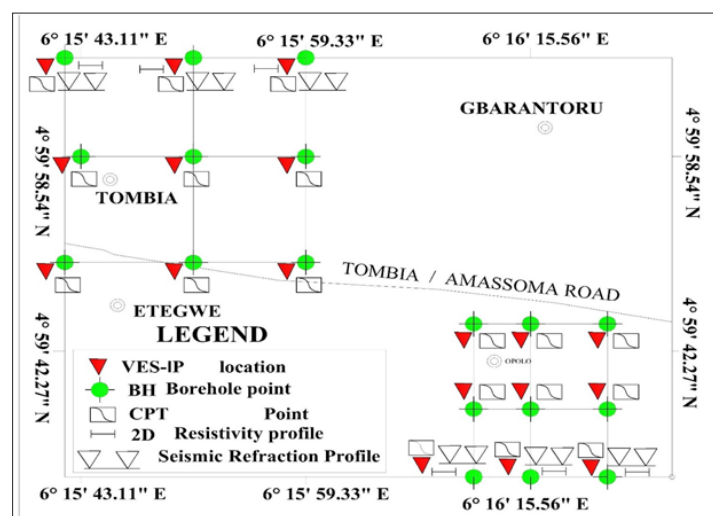 6° 15' 43.11" E
6° 15' 59.33" E
6° 16' 15.56" E
GBARANTORU
4° 59' 58.54" N
4° 59' 58.54" N
TOMBIA
TOMBIA / AMASSOMA ROAD
ETEGWE
LEGEND
OPOLO
4° 59' 42.27" N
4° 59' 42.27" N
VES-IP location
BH Borehole point
CPT Point
2D Resistivity profile
Seismic Refraction Profile
6° 15' 43.11" E
6° 15' 59.33" E
6° 16' 15.56" E